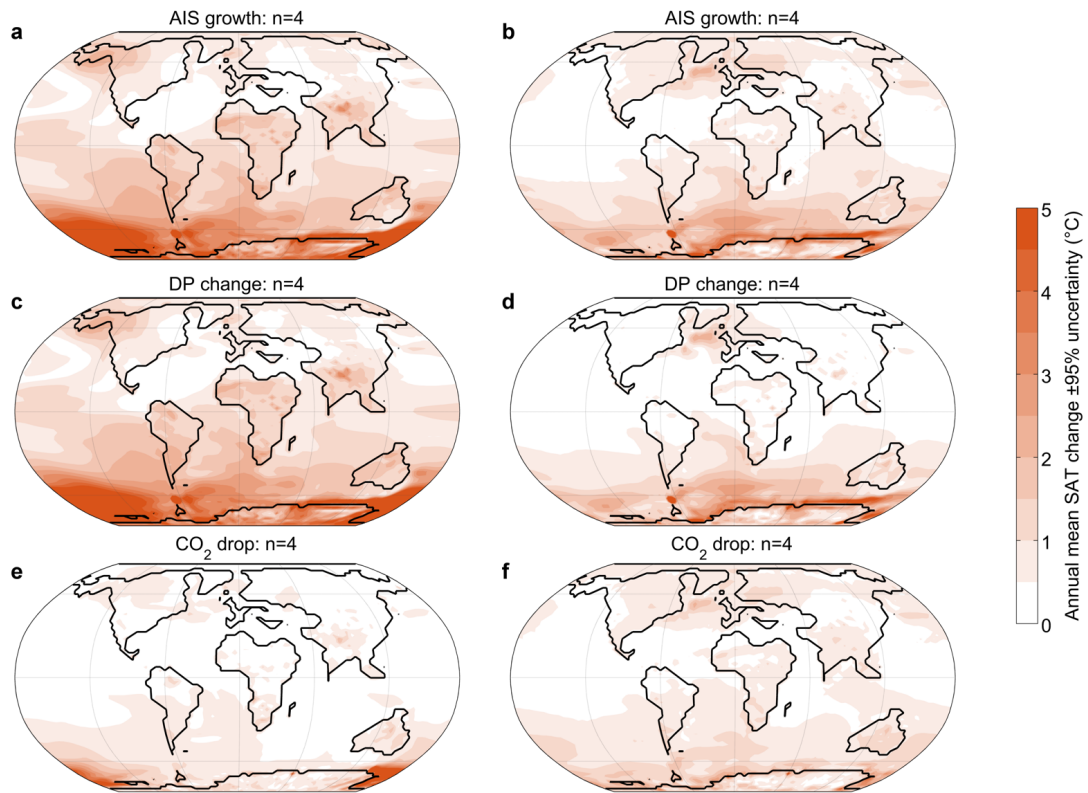 a
AIS growth: n=4
b
AIS growth: n=4
c
DP change: n=4
d
DP change: n=4
e
CO2 drop: n=4
f
CO2 drop: n=4
5
4
3
2
1
0
Annual mean SAT change ±95% uncertainty (°C)